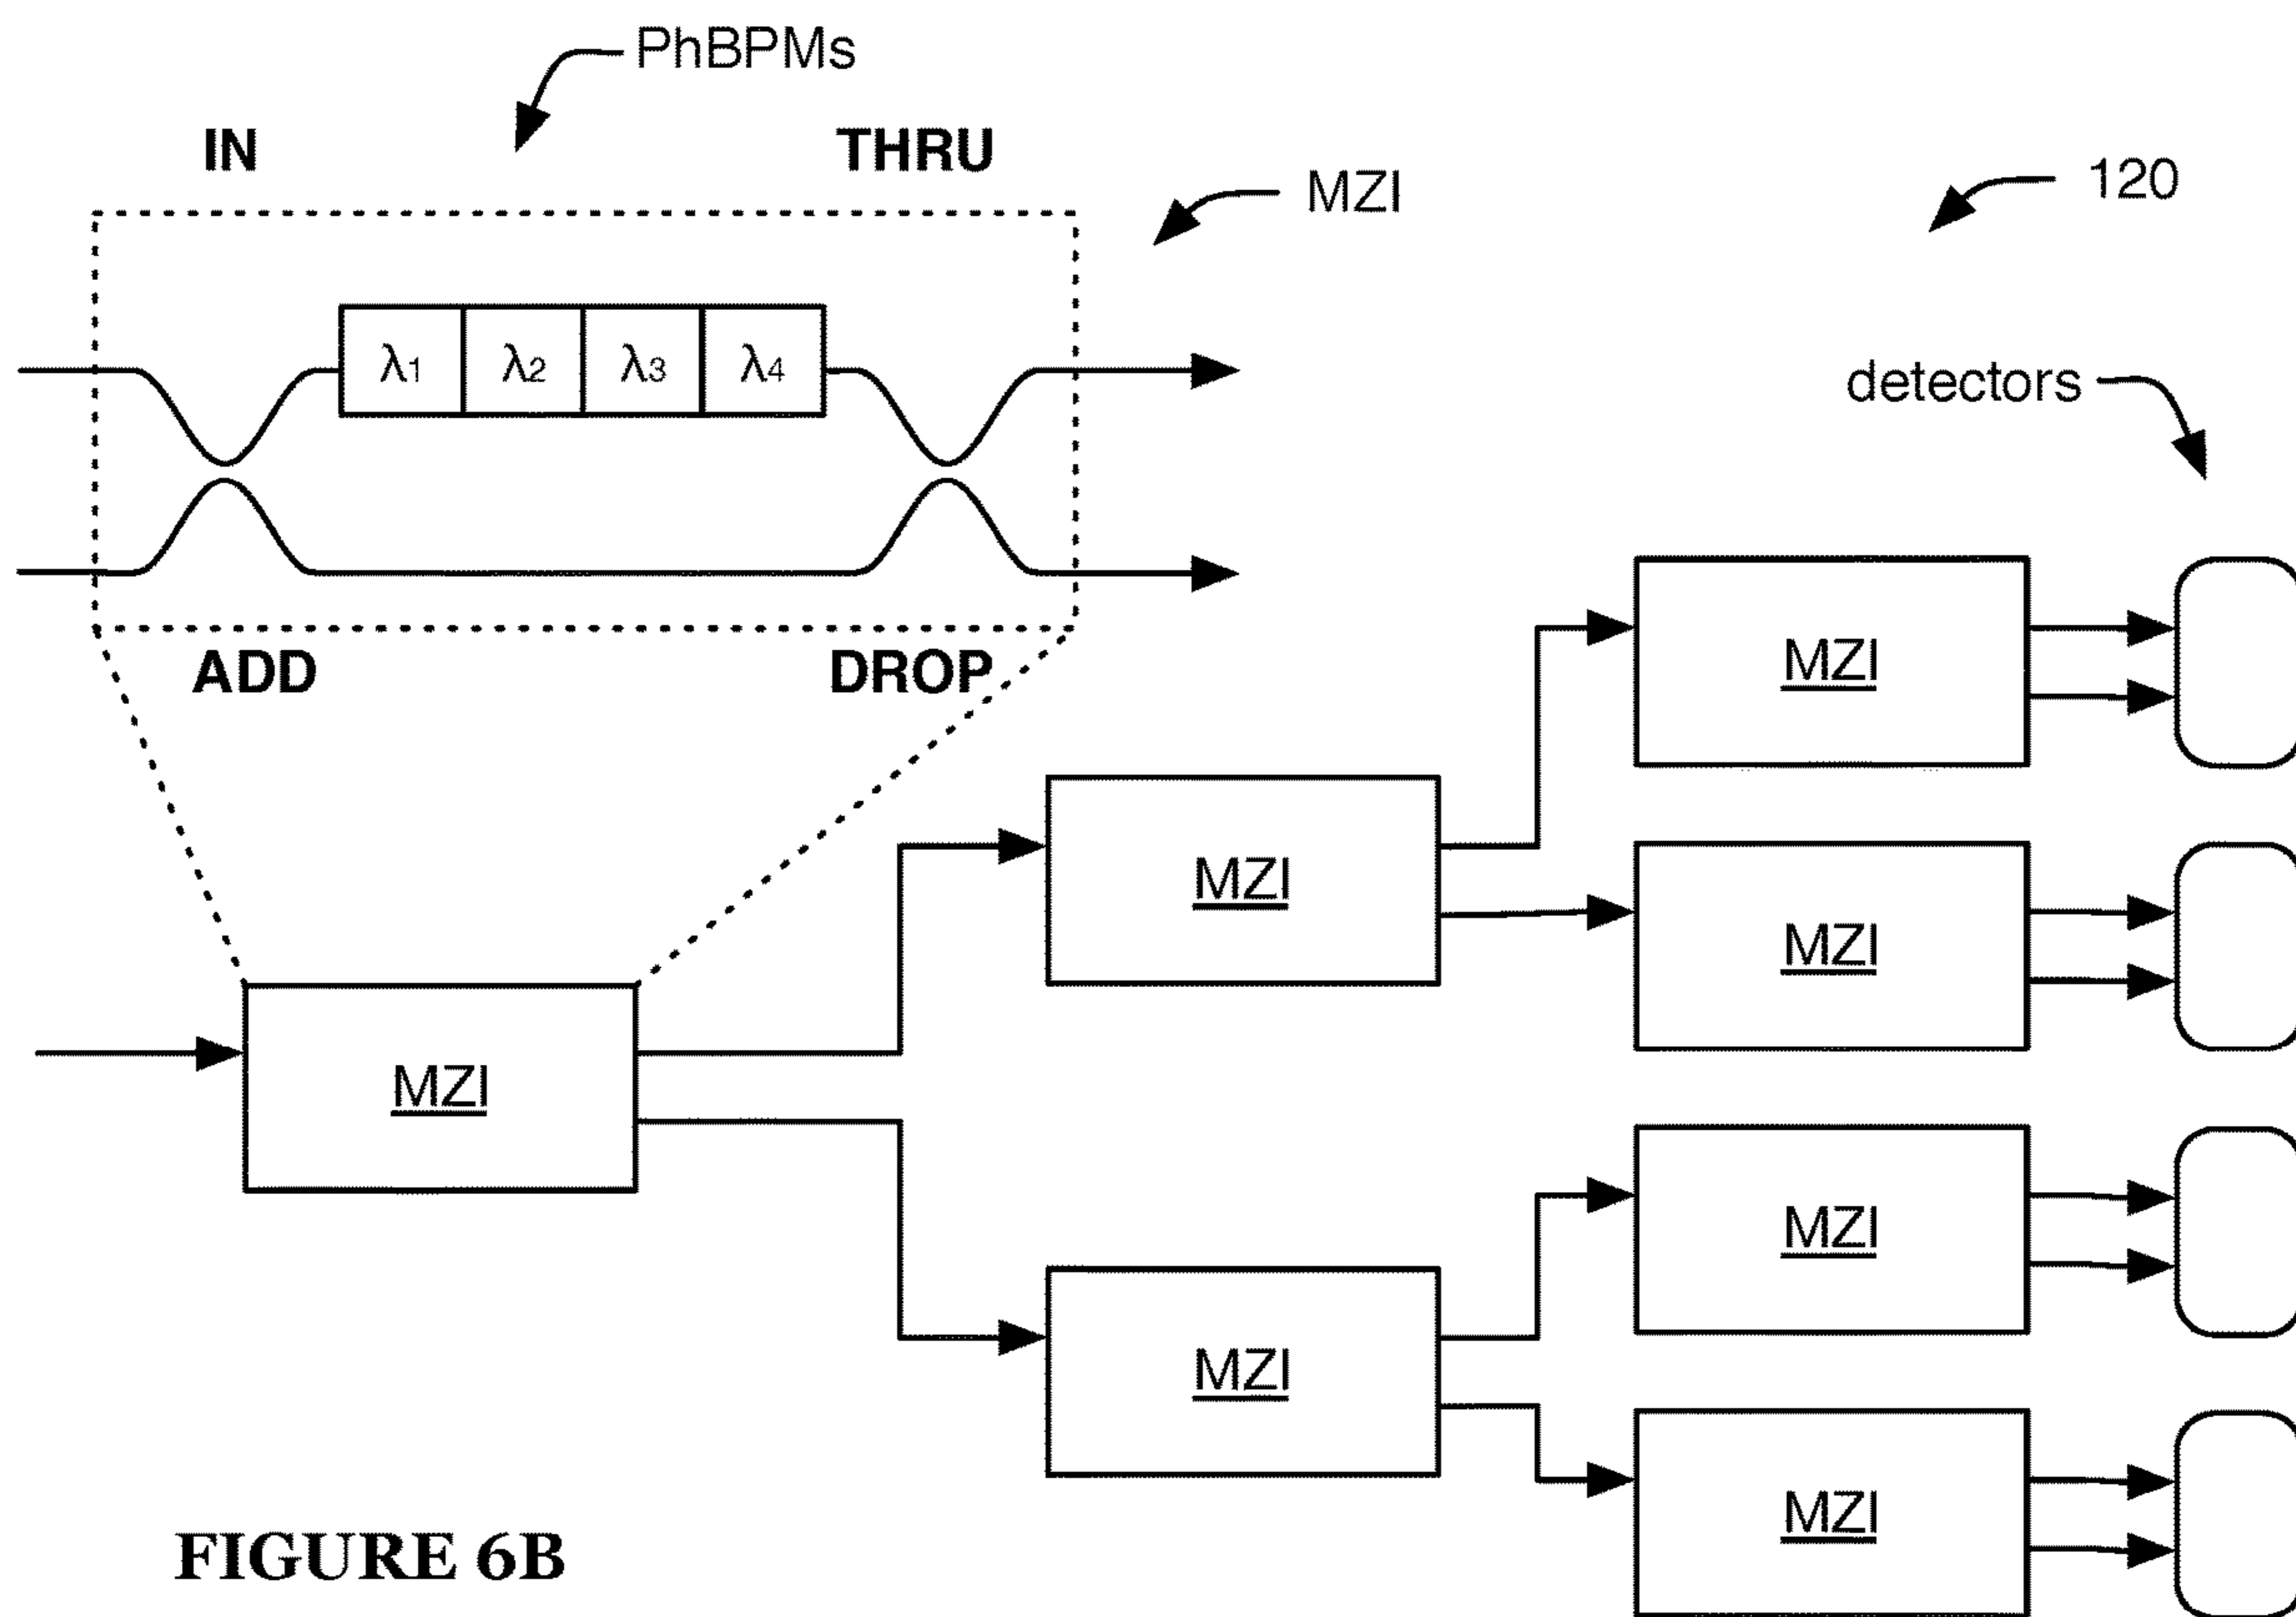 PhBPMs
IN
THRU
MZI
120
λ1 λ2 λ3 λ4
detectors
ADD
DROP
MZI
MZI
MZI
MZI
MZI
MZI
MZI
FIGURE 6B